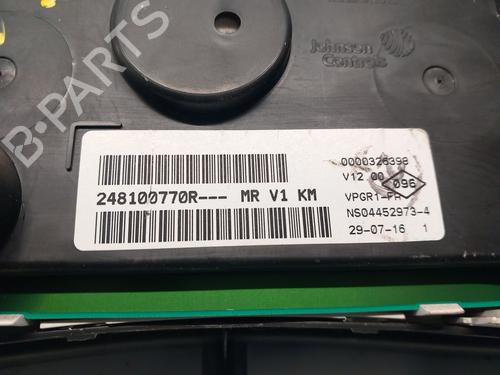 Johnson
Controls
B-PARTS
0000326398
V12 00
096
248100770R--- MR V1 KM
VPGR1-FR
NS04452973-4
29-07-16 1